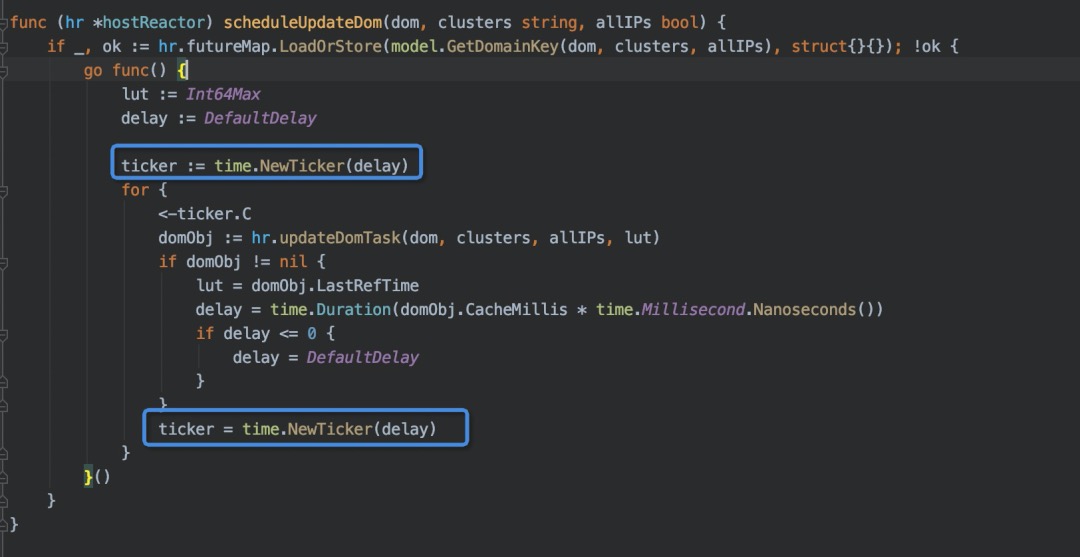 func (hr *hostReactor) scheduleUpdateDom(dom, clusters string, allIPs bool) {
    if _, ok := hr.futureMap.LoadOrStore(model.GetDomainKey(dom, clusters, allIPs), struct{}{}); !ok {
        go func() {
            lut := Int64Max
            delay := DefaultDelay

            ticker := time.NewTicker(delay)
            for {
                <-ticker.C
                domObj := hr.updateDomTask(dom, clusters, allIPs, lut)
                if domObj != nil {
                    lut = domObj.LastRefTime
                    delay = time.Duration(domObj.CacheMillis * time.Millisecond.Nanoseconds())
                    if delay <= 0 {
                        delay = DefaultDelay
                    }
                }
                ticker = time.NewTicker(delay)
            }
        }()
    }
}